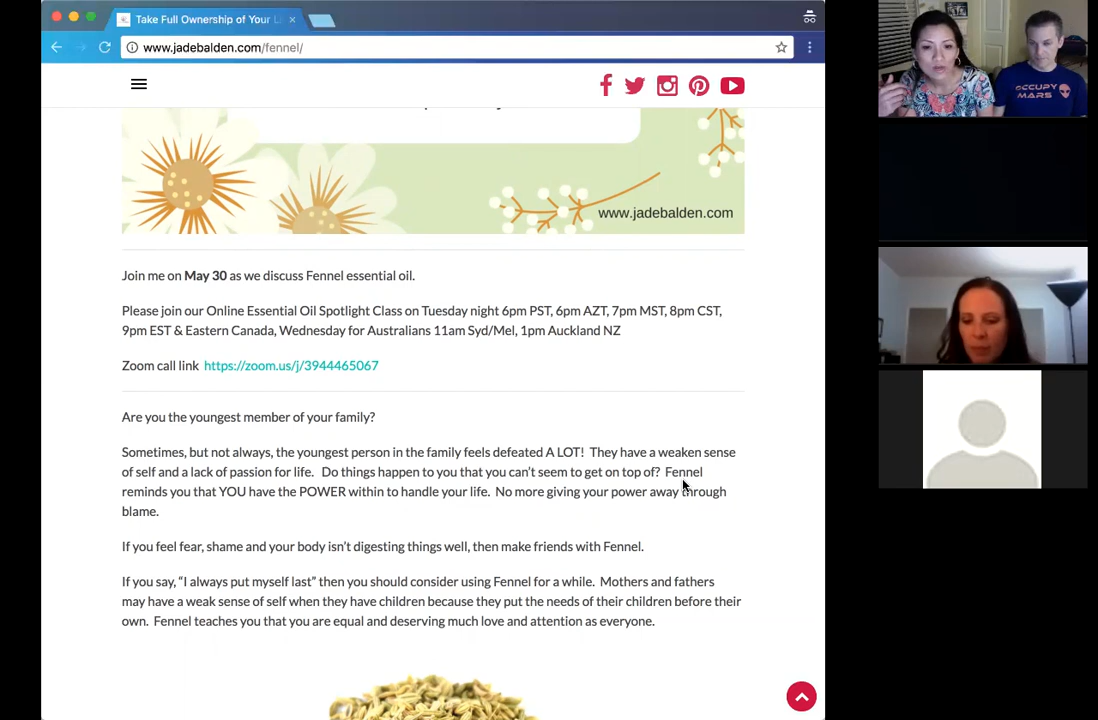 Take Full Ownership of Your L
www.jadebalden.com/fennel/
OCCUPY
MARS
www.jadebalden.com
Join me on May 30 as we discuss Fennel essential oil.
Please join our Online Essential Oil Spotlight Class on Tuesday night 6pm PST, 6pm AZT, 7pm MST, 8pm CST,
9pm EST & Eastern Canada, Wednesday for Australians 11am Syd/Mel, 1pm Auckland NZ
Zoom call link https://zoom.us/j/3944465067
Are you the youngest member of your family?
Sometimes, but not always, the youngest person in the family feels defeated A LOT! They have a weaken sense
of self and a lack of passion for life. Do things happen to you that you can't seem to get on top of? Fennel
reminds you that YOU have the POWER within to handle your life. No more giving your power away through
blame.
If you feel fear, shame and your body isn't digesting things well, then make friends with Fennel.
If you say, "I always put myself last" then you should consider using Fennel for a while. Mothers and fathers
may have a weak sense of self when they have children because they put the needs of their children before their
own. Fennel teaches you that you are equal and deserving much love and attention as everyone.